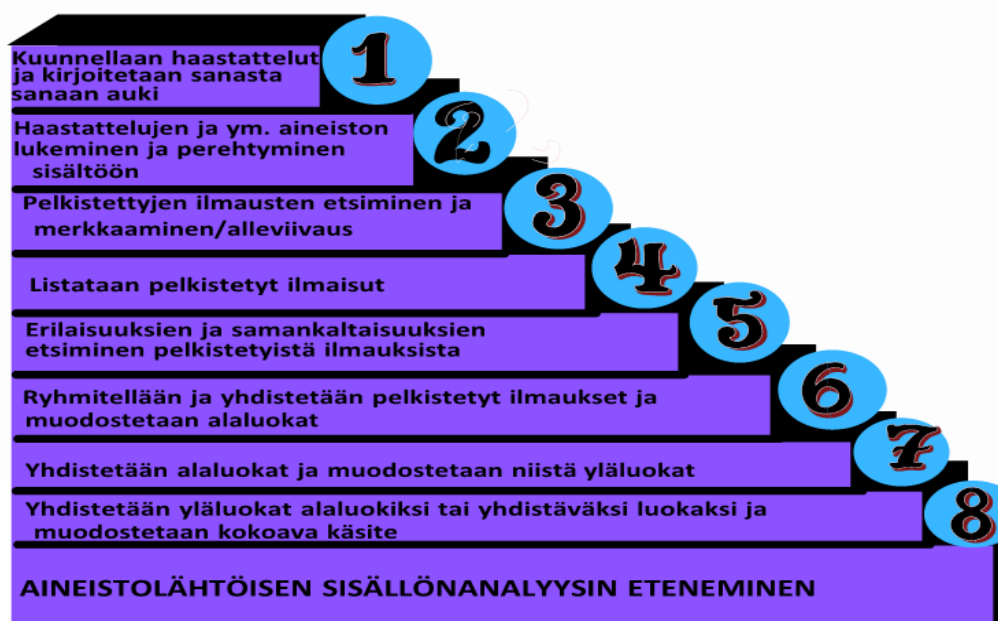 Kuunnellaan haastattelut
ja kirjoitetaan sanasta
sanaan auki
1
Haastattelujen ja ym. aineiston
lukeminen ja perehtyminen
sisältöön
2
Pelkistettyjen ilmausten etsiminen ja
merkkaaminen/alleviivaus
3
Listataan pelkistetyt ilmaisut
4
Erilaisuuksien ja samankaltaisuuksien
etsiminen pelkistetyistä ilmauksista
5
Ryhmitellään ja yhdistetään pelkistetyt ilmaukset ja
muodostetaan alaluokat
6
Yhdistetään alaluokat ja muodostetaan niistä yläluokat
7
Yhdistetään yläluokat alaluokiksi tai yhdistäväksi luokaksi ja
muodostetaan kokoava käsite
8
AINEISTOLÄHTÖISEN SISÄLLÖNANALYYSIN ETENEMINEN